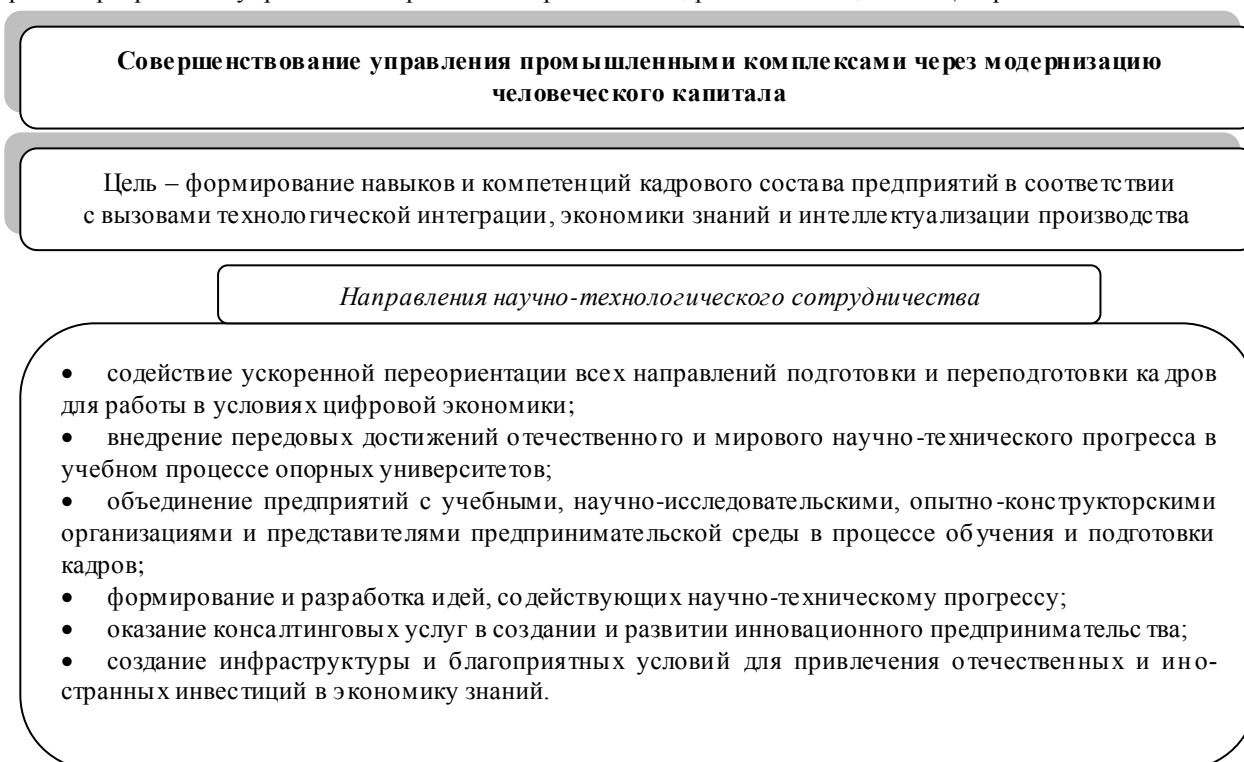 Совершенствование управления промышленными комплексами через модернизацию
человеческого капитала
Цель – формирование навыков и компетенций кадрового состава предприятий в соответствии
с вызовами технологической интеграции, экономики знаний и интеллектуализации производства
Направления научно-технологического сотрудничества
• содействие ускоренной переориентации всех направлений подготовки и переподготовки кадров
для работы в условиях цифровой экономики;
• внедрение передовых достижений отечественного и мирового научно-технического прогресса в
учебном процессе опорных университетов;
• объединение предприятий с учебными, научно-исследовательскими, опытно-конструкторскими
организациями и представителями предпринимательской среды в процессе обучения и подготовки
кадров;
• формирование и разработка идей, содействующих научно-техническому прогрессу;
• оказание консалтинговых услуг в создании и развитии инновационного предпринимательства;
• создание инфраструктуры и благоприятных условий для привлечения отечественных и ино-
странных инвестиций в экономику знаний.